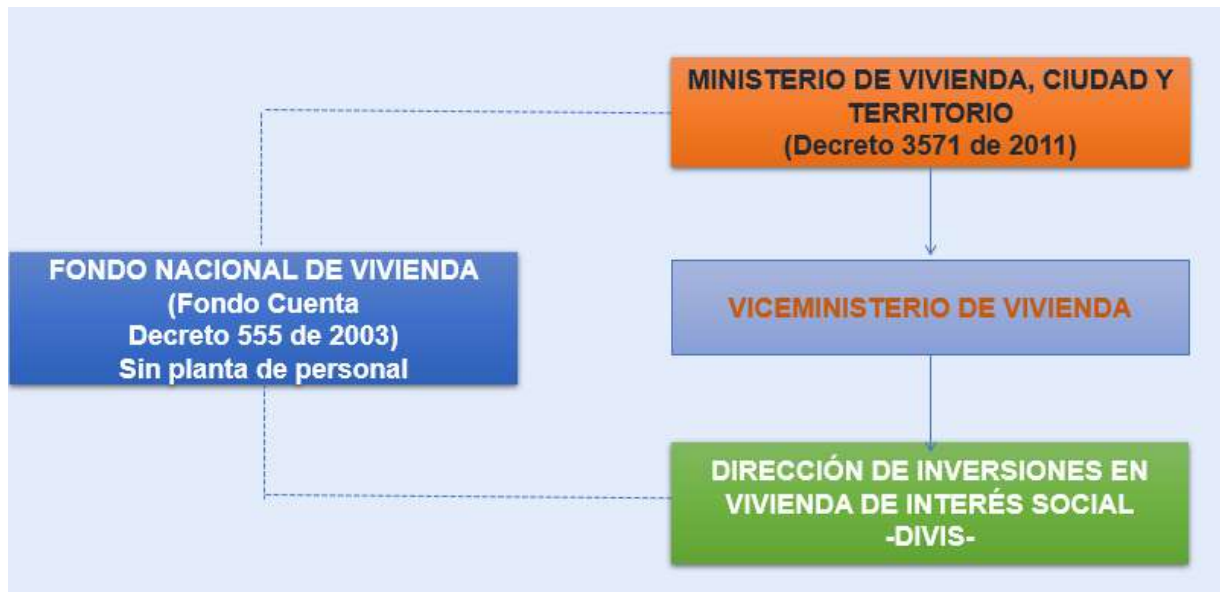 MINISTERIO DE VIVIENDA, CIUDAD Y
TERRITORIO
(Decreto 3571 de 2011)
FONDO NACIONAL DE VIVIENDA
(Fondo Cuenta
Decreto 555 de 2003)
Sin planta de personal
VICEMINISTERIO DE VIVIENDA
DIRECCIÓN DE INVERSIONES EN
VIVIENDA DE INTERÉS SOCIAL
-DIVIS-